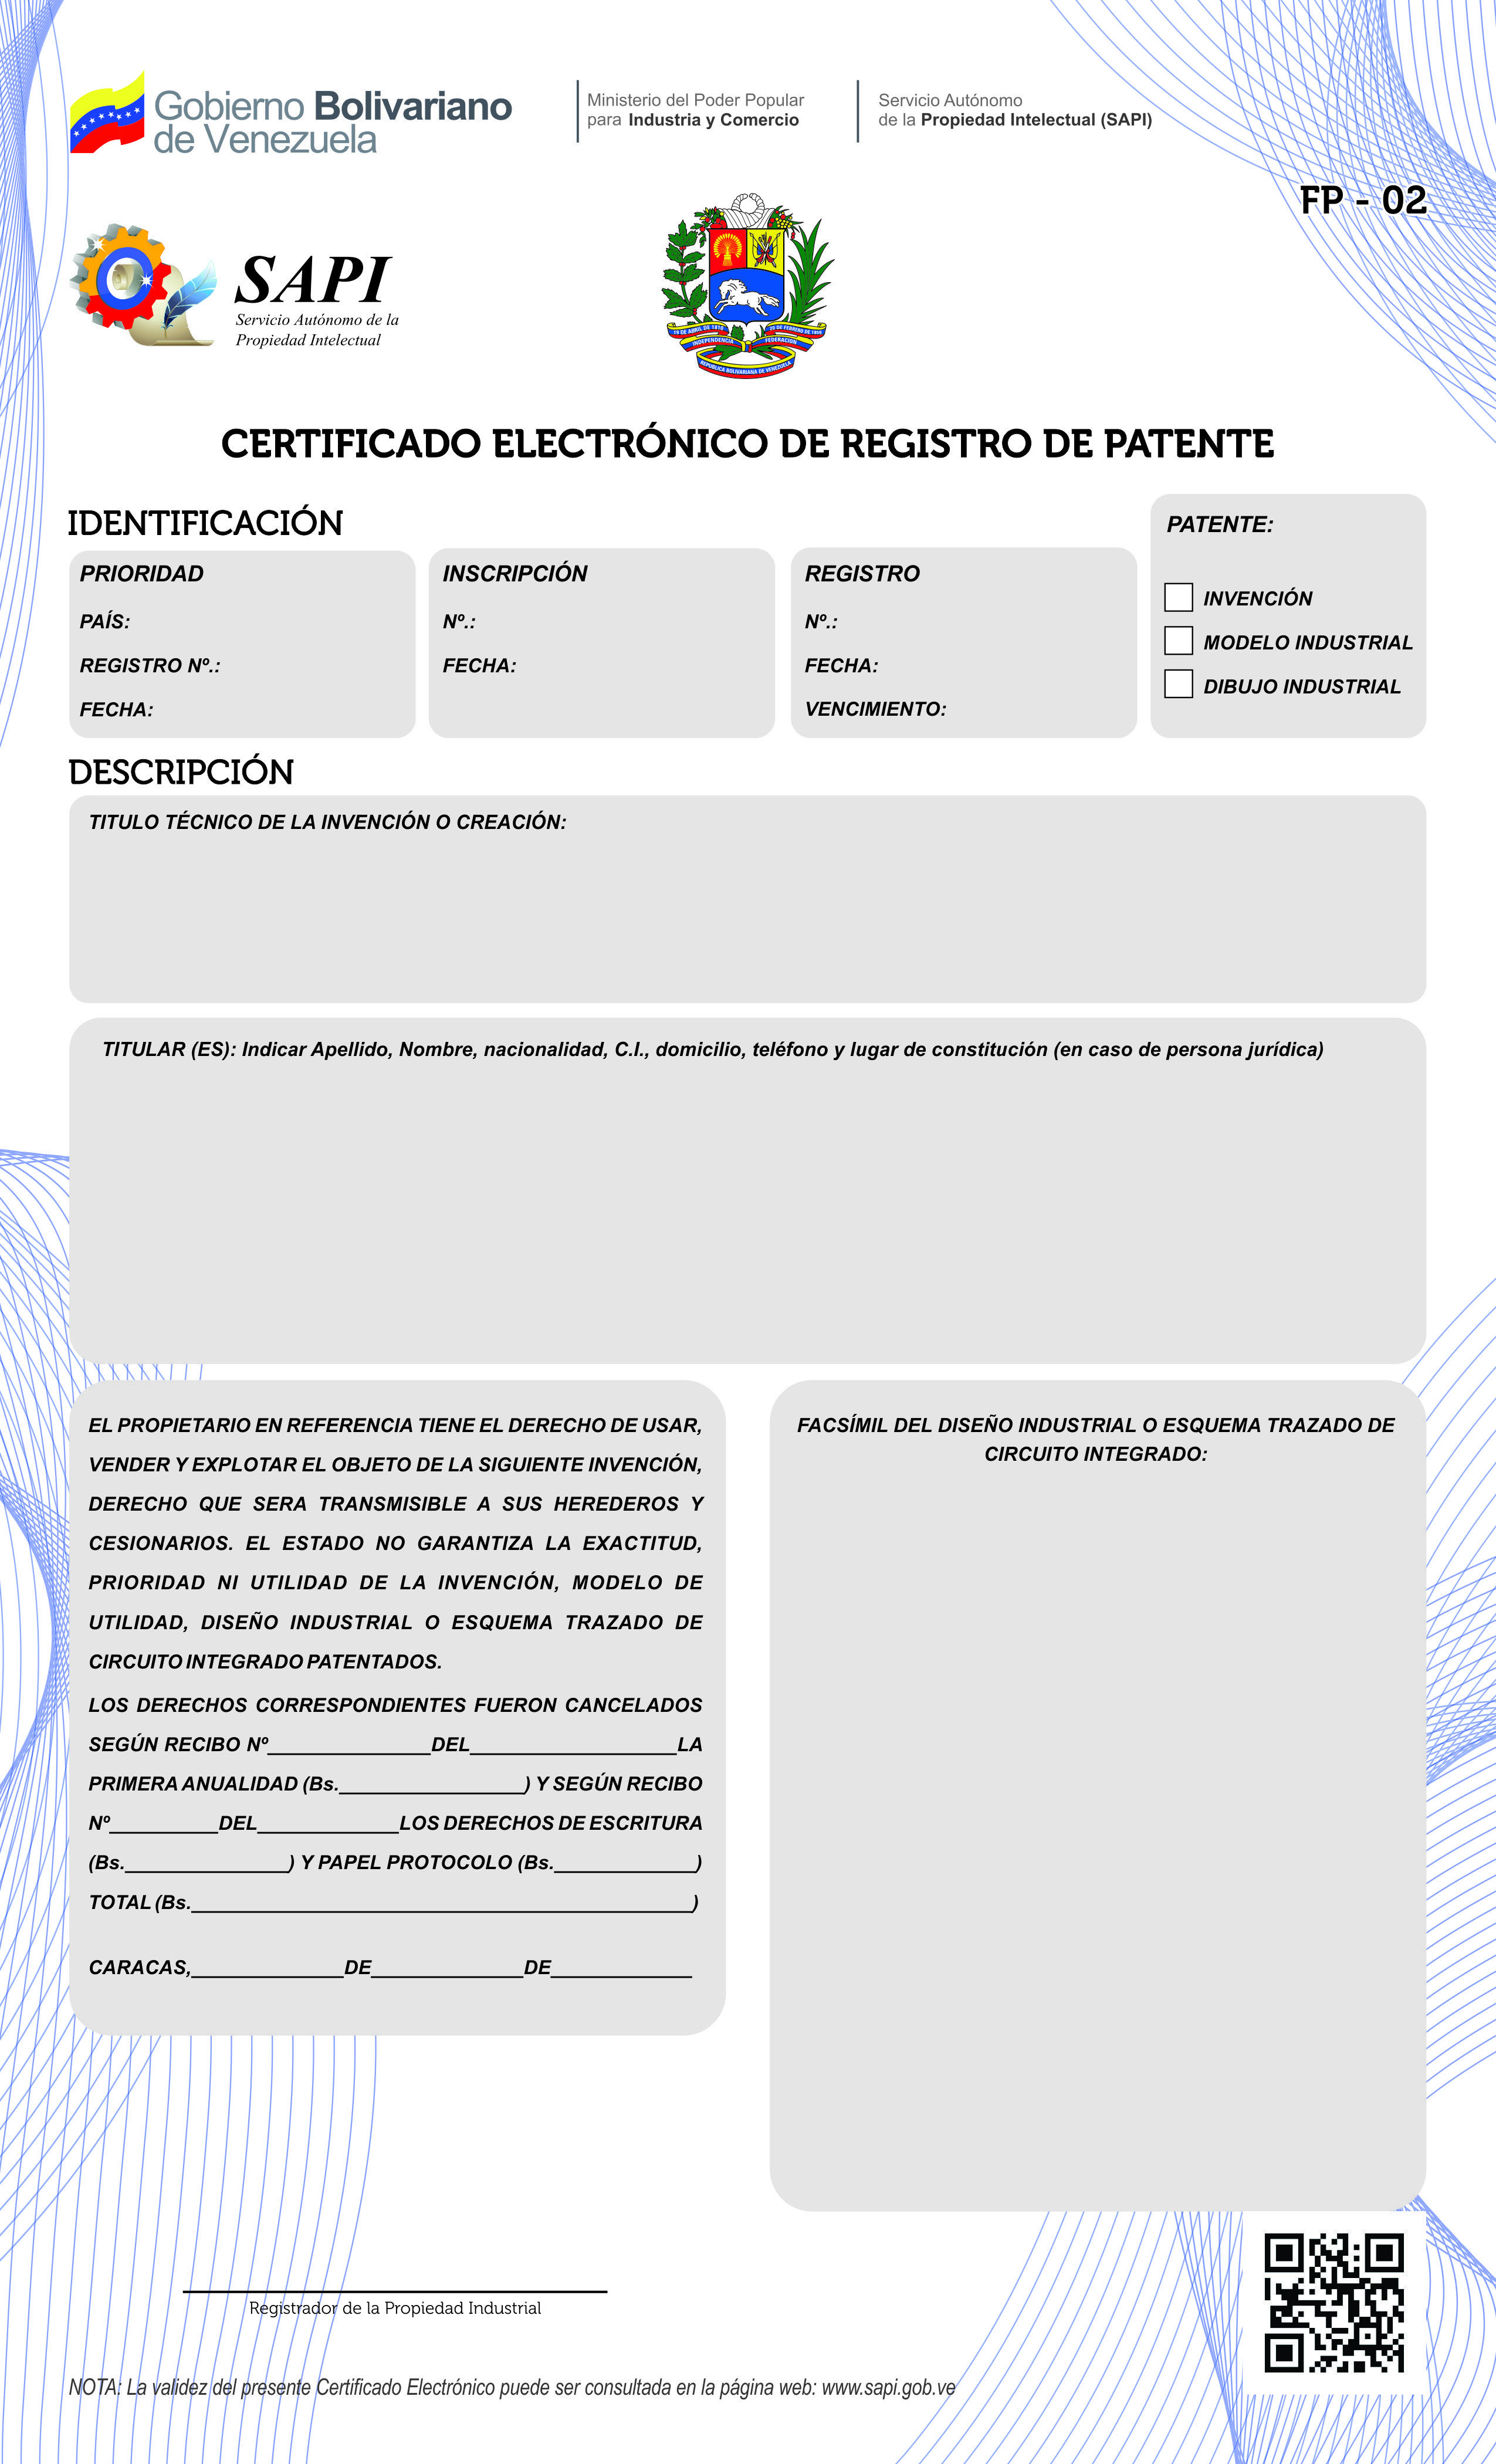 Gobierno Bolivariano
de Venezuela
Ministerio del Poder Popular
para Industria y Comercio
Servicio Autónomo
de la Propiedad Intelectual (SAPI)
FP - 02
SAPI
Servicio Autónomo de la
Propiedad Intelectual
19 DE ABRIL DE 1810
20 DE FEBRERO DE 1859
INDEPENDENCIA
FEDERACIÓN
REPÚBLICA BOLIVARIANA DE VENEZUELA
CERTIFICADO ELECTRÓNICO DE REGISTRO DE PATENTE
IDENTIFICACIÓN
PRIORIDAD
PAÍS:
REGISTRO Nº.:
FECHA:
INSCRIPCIÓN
Nº.:
FECHA:
REGISTRO
Nº.:
FECHA:
VENCIMIENTO:
PATENTE:
INVENCIÓN
MODELO INDUSTRIAL
DIBUJO INDUSTRIAL
DESCRIPCIÓN
TITULO TÉCNICO DE LA INVENCIÓN O CREACIÓN:
TITULAR (ES): Indicar Apellido, Nombre, nacionalidad, C.I., domicilio, teléfono y lugar de constitución (en caso de persona jurídica)
EL PROPIETARIO EN REFERENCIA TIENE EL DERECHO DE USAR,
VENDER Y EXPLOTAR EL OBJETO DE LA SIGUIENTE INVENCIÓN,
DERECHO QUE SERA TRANSMISIBLE A SUS HEREDEROS Y
CESIONARIOS. EL ESTADO NO GARANTIZA LA EXACTITUD,
PRIORIDAD NI UTILIDAD DE LA INVENCIÓN, MODELO DE
UTILIDAD, DISEÑO INDUSTRIAL O ESQUEMA TRAZADO DE
CIRCUITO INTEGRADO PATENTADOS.
LOS DERECHOS CORRESPONDIENTES FUERON CANCELADOS
SEGÚN RECIBO Nº_______________DEL___________________LA
PRIMERA ANUALIDAD (Bs._________________) Y SEGÚN RECIBO
Nº__________DEL_____________LOS DERECHOS DE ESCRITURA
(Bs._______________) Y PAPEL PROTOCOLO (Bs._____________)
TOTAL (Bs.______________________________________________)
CARACAS,______________DE______________DE_____________
FACSÍMIL DEL DISEÑO INDUSTRIAL O ESQUEMA TRAZADO DE
CIRCUITO INTEGRADO:
Registrador de la Propiedad Industrial
NOTA: La validez del presente Certificado Electrónico puede ser consultada en la página web: www.sapi.gob.ve